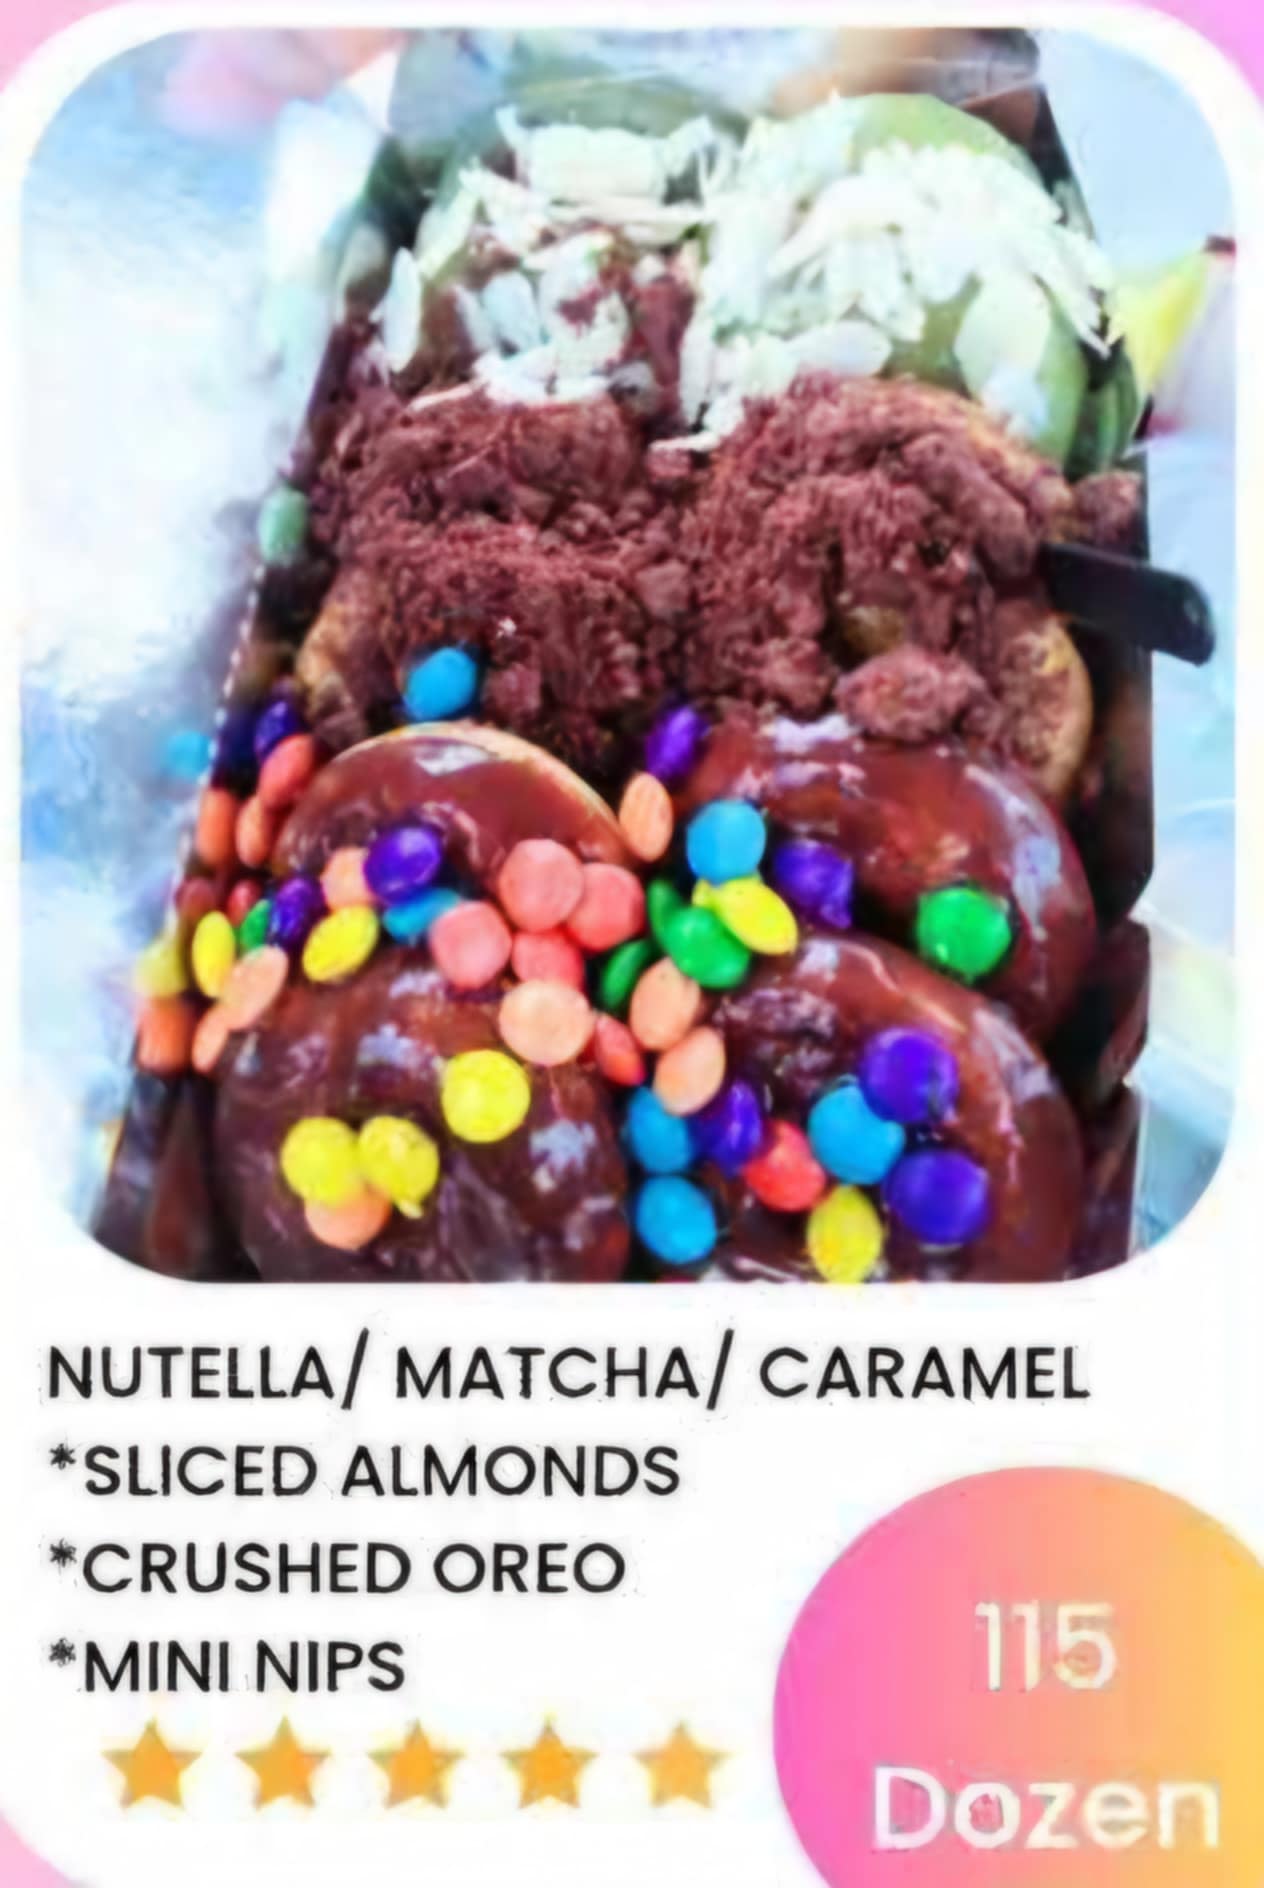 NUTELLA/ MATCHA/ CARAMEL
*SLICED ALMONDS
*CRUSHED OREO
*MINI NIPS
115
Dozen